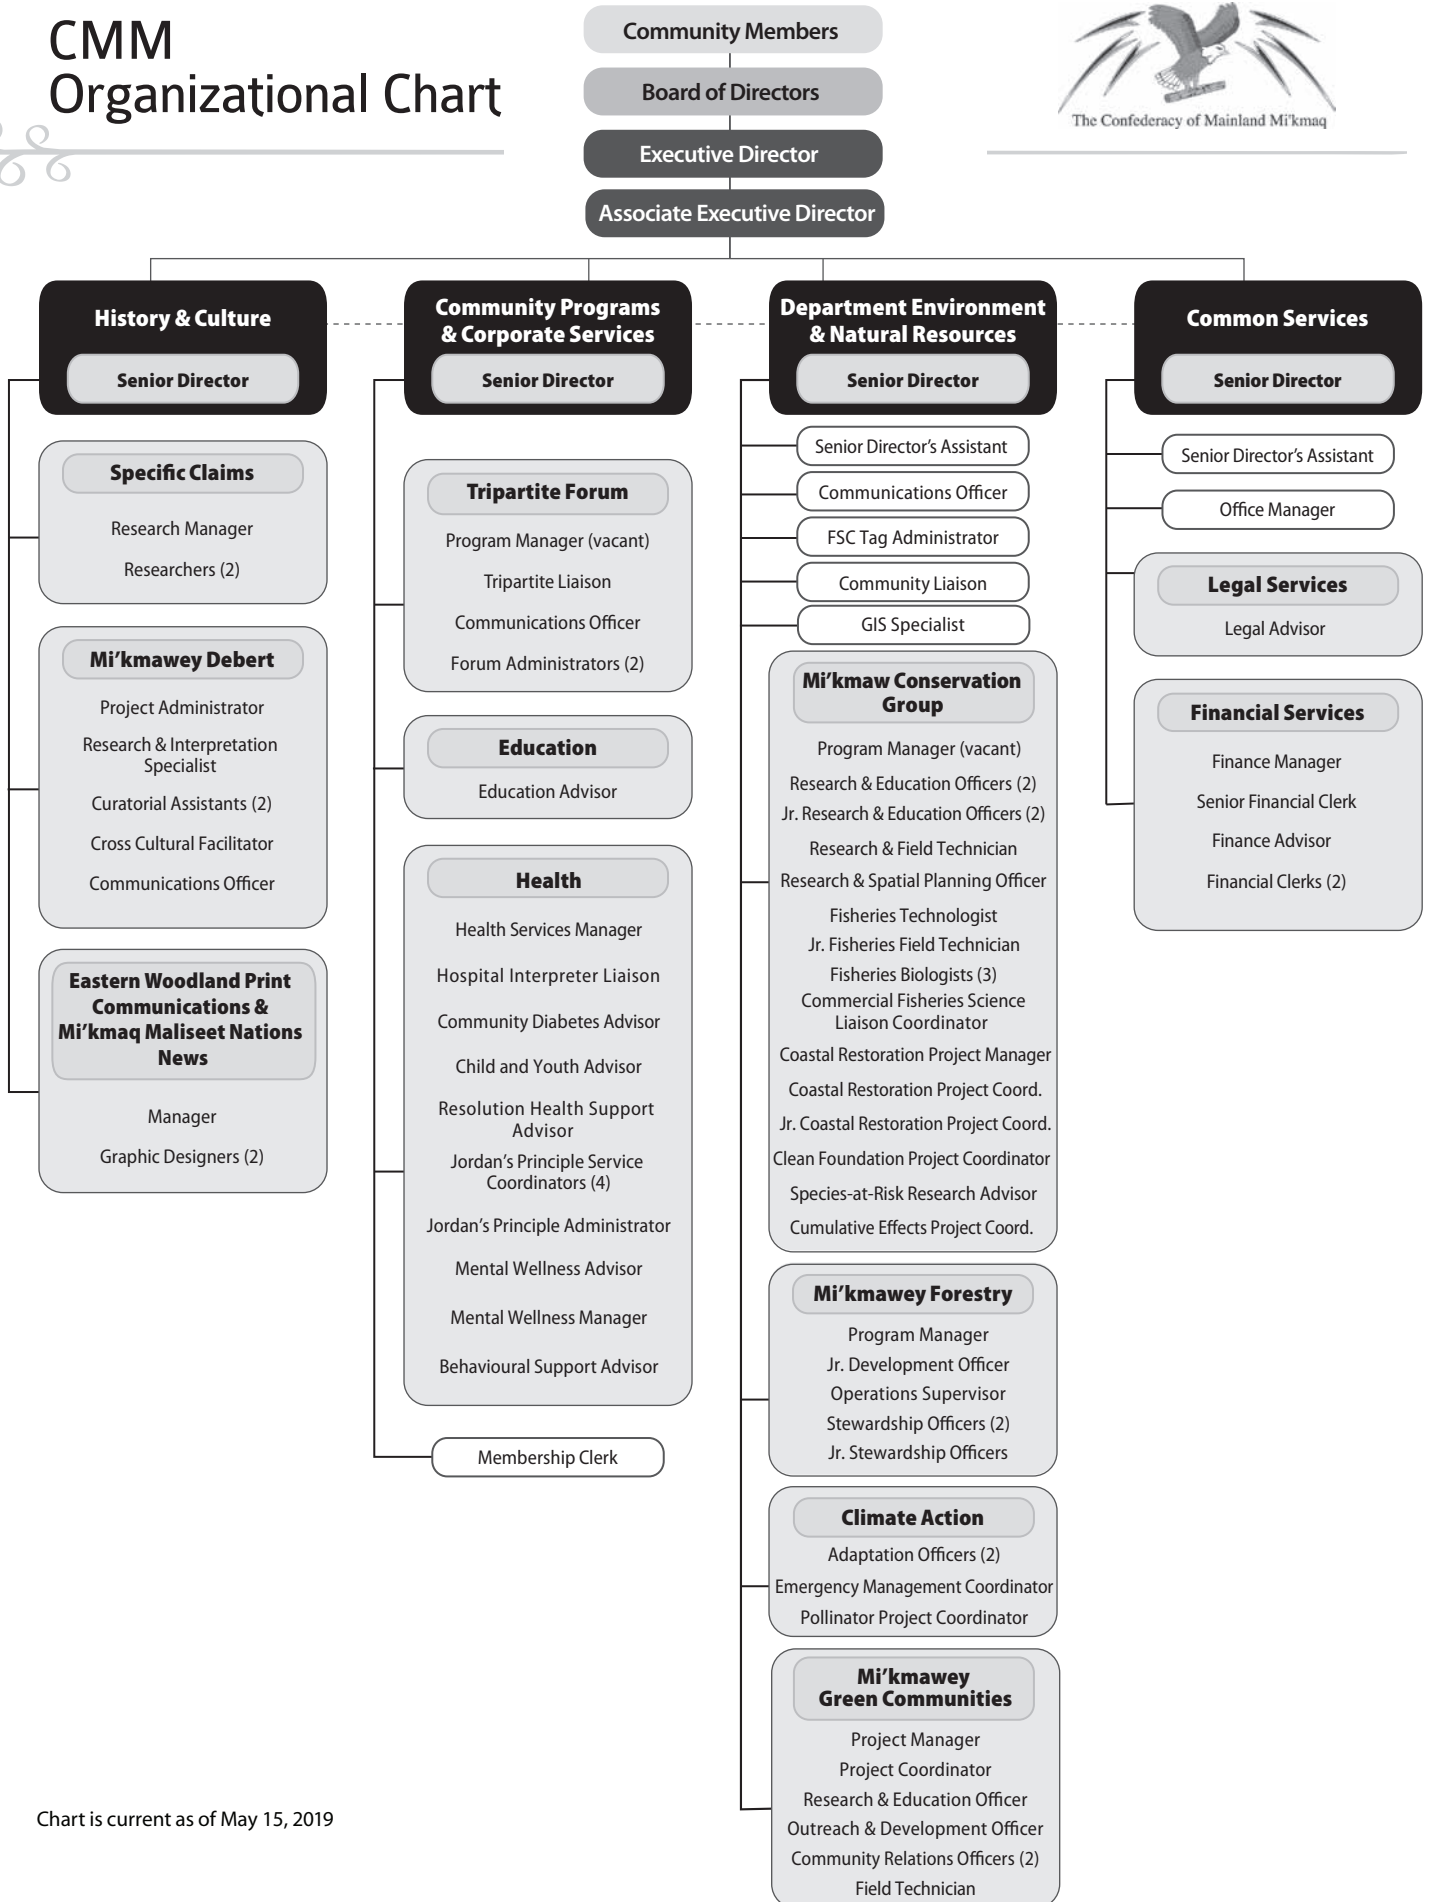 CMM
Organizational Chart
Community Members
Board of Directors
Executive Director
Associate Executive Director
The Confederacy of Mainland Mi'kmaq
History & Culture
Senior Director
Specific Claims
Research Manager
Researchers (2)
Mi'kmawey Debert
Project Administrator
Research & Interpretation
Specialist
Curatorial Assistants (2)
Cross Cultural Facilitator
Communications Officer
Eastern Woodland Print
Communications &
Mi'kmaq Maliseet Nations
News
Manager
Graphic Designers (2)
Community Programs
& Corporate Services
Senior Director
Tripartite Forum
Program Manager (vacant)
Tripartite Liaison
Communications Officer
Forum Administrators (2)
Education
Education Advisor
Health
Health Services Manager
Hospital Interpreter Liaison
Community Diabetes Advisor
Child and Youth Advisor
Resolution Health Support
Advisor
Jordan's Principle Service
Coordinators (4)
Jordan's Principle Administrator
Mental Wellness Advisor
Mental Wellness Manager
Behavioural Support Advisor
Membership Clerk
Department Environment
& Natural Resources
Senior Director
Senior Director's Assistant
Communications Officer
FSC Tag Administrator
Community Liaison
GIS Specialist
Mi'kmaw Conservation
Group
Program Manager (vacant)
Research & Education Officers (2)
Jr. Research & Education Officers (2)
Research & Field Technician
Research & Spatial Planning Officer
Fisheries Technologist
Jr. Fisheries Field Technician
Fisheries Biologists (3)
Commercial Fisheries Science
Liaison Coordinator
Coastal Restoration Project Manager
Coastal Restoration Project Coord.
Jr. Coastal Restoration Project Coord.
Clean Foundation Project Coordinator
Species-at-Risk Research Advisor
Cumulative Effects Project Coord.
Mi'kmawey Forestry
Program Manager
Jr. Development Officer
Operations Supervisor
Stewardship Officers (2)
Jr. Stewardship Officers
Climate Action
Adaptation Officers (2)
Emergency Management Coordinator
Pollinator Project Coordinator
Mi'kmawey
Green Communities
Project Manager
Project Coordinator
Research & Education Officer
Outreach & Development Officer
Community Relations Officers (2)
Field Technician
Common Services
Senior Director
Senior Director's Assistant
Office Manager
Legal Services
Legal Advisor
Financial Services
Finance Manager
Senior Financial Clerk
Finance Advisor
Financial Clerks (2)
Chart is current as of May 15, 2019